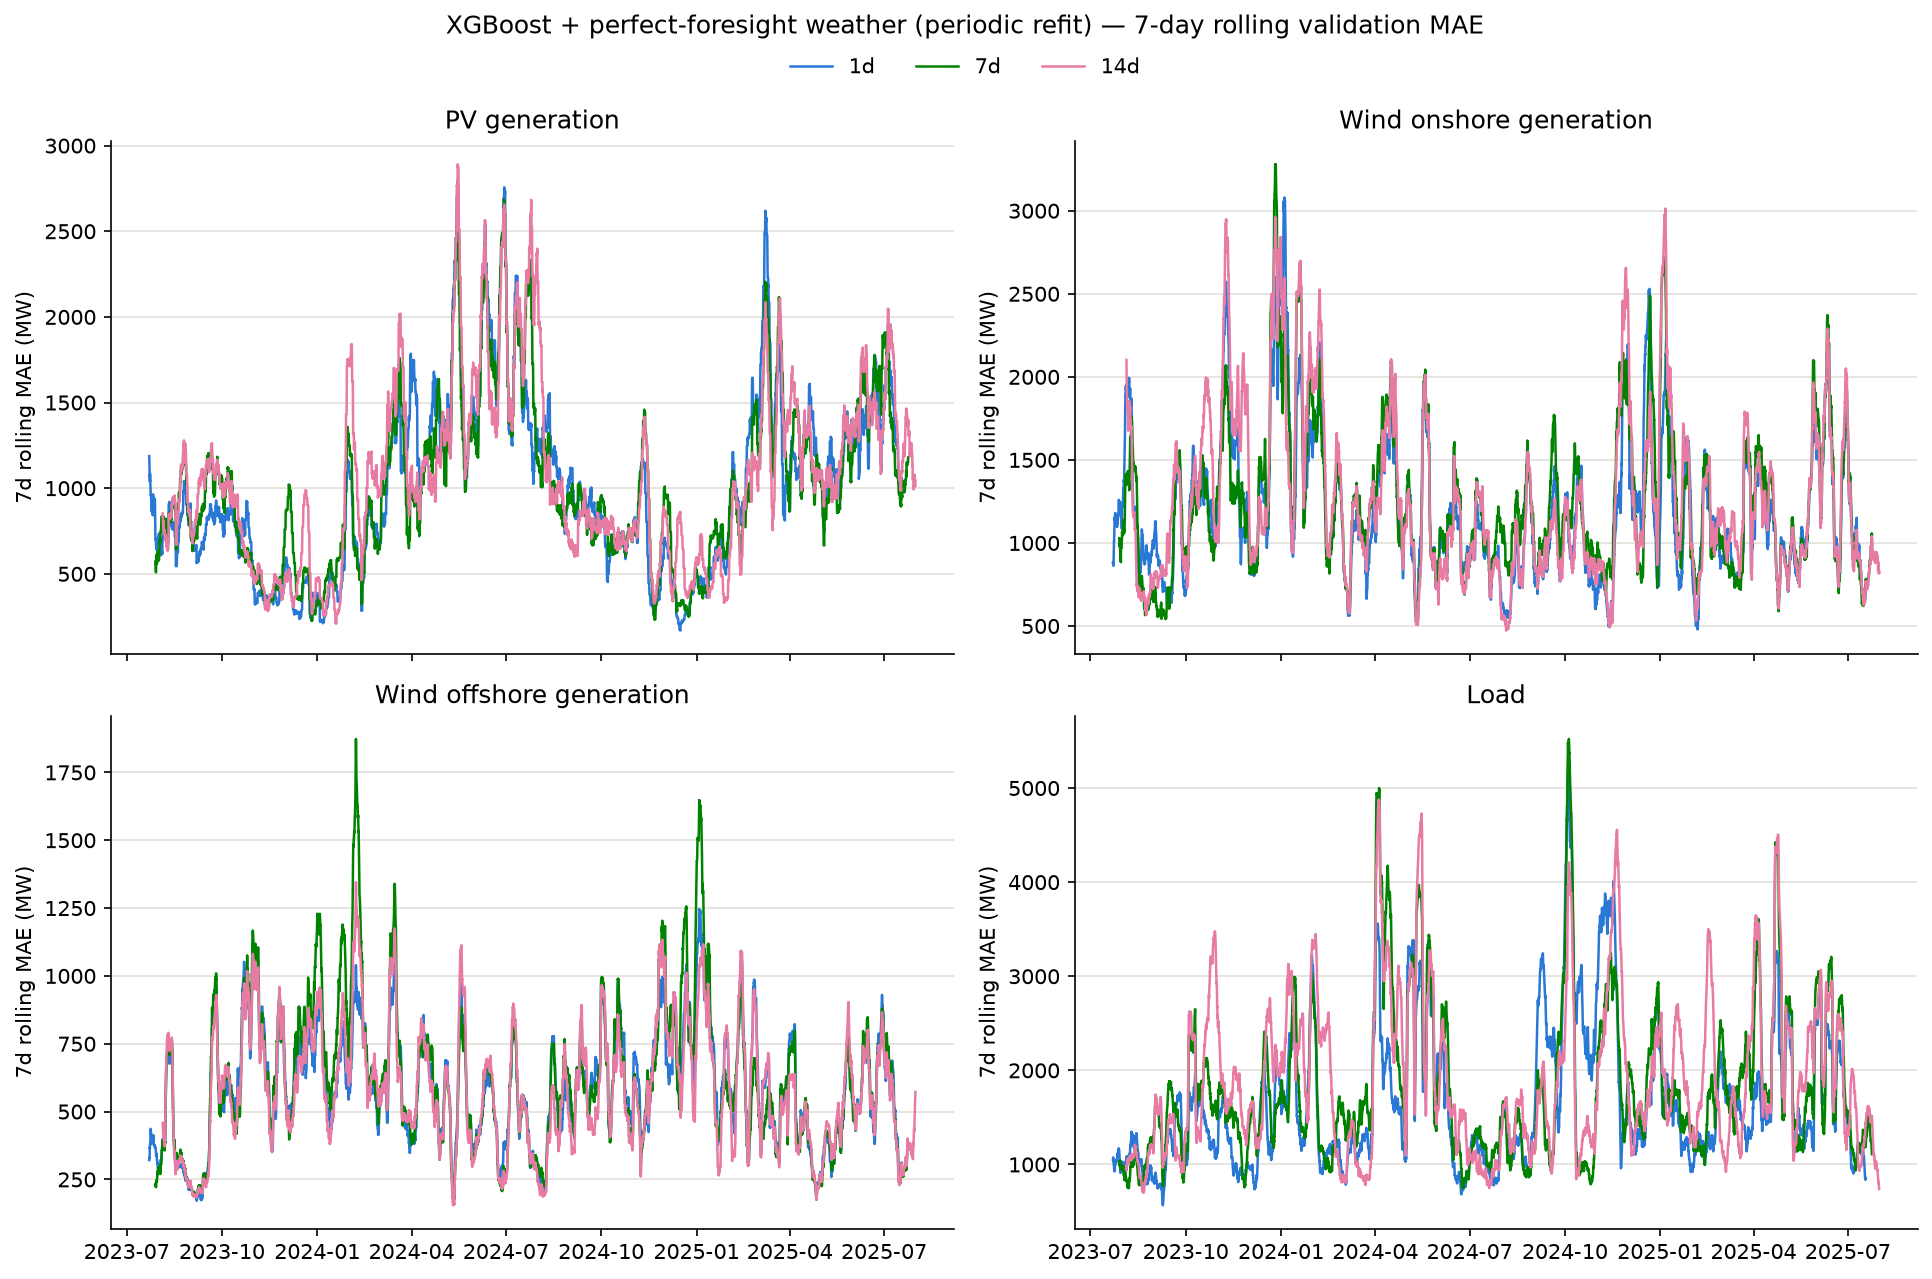 XGBoost + perfect-foresight weather (periodic refit) — 7-day rolling validation MAE
1d 7d 14d
PV generation
7d rolling MAE (MW)
3000
2500
2000
1500
1000
500
Wind onshore generation
7d rolling MAE (MW)
3000
2500
2000
1500
1000
500
Wind offshore generation
7d rolling MAE (MW)
1750
1500
1250
1000
750
500
250
2023-07 2023-10 2024-01 2024-04 2024-07 2024-10 2025-01 2025-04 2025-07
Load
7d rolling MAE (MW)
5000
4000
3000
2000
1000
2023-07 2023-10 2024-01 2024-04 2024-07 2024-10 2025-01 2025-04 2025-07